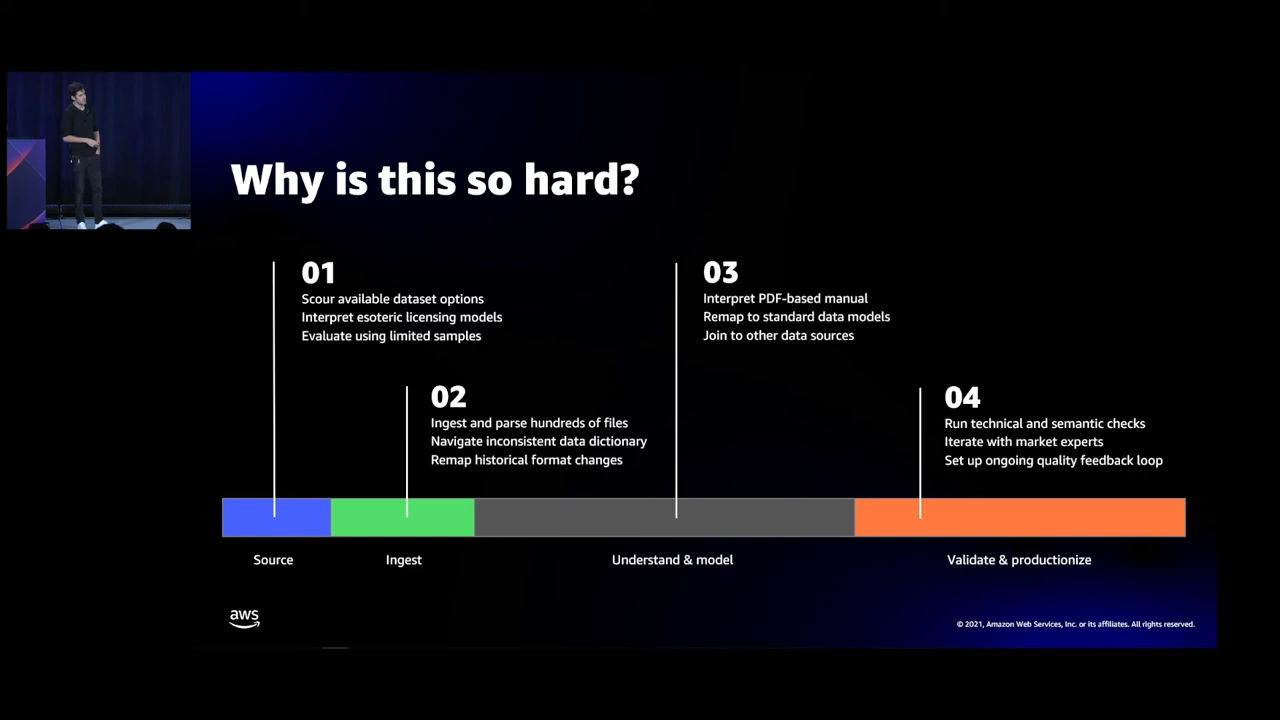 Why is this so hard?
01
Scour available dataset options
Interpret esoteric licensing models
Evaluate using limited samples
02
Ingest and parse hundreds of files
Navigate inconsistent data dictionary
Remap historical format changes
03
Interpret PDF-based manual
Remap to standard data models
Join to other data sources
04
Run technical and semantic checks
Iterate with market experts
Set up ongoing quality feedback loop
Source
Ingest
Understand & model
Validate & productionize
aws
© 2021, Amazon Web Services, Inc. or its affiliates. All rights reserved.